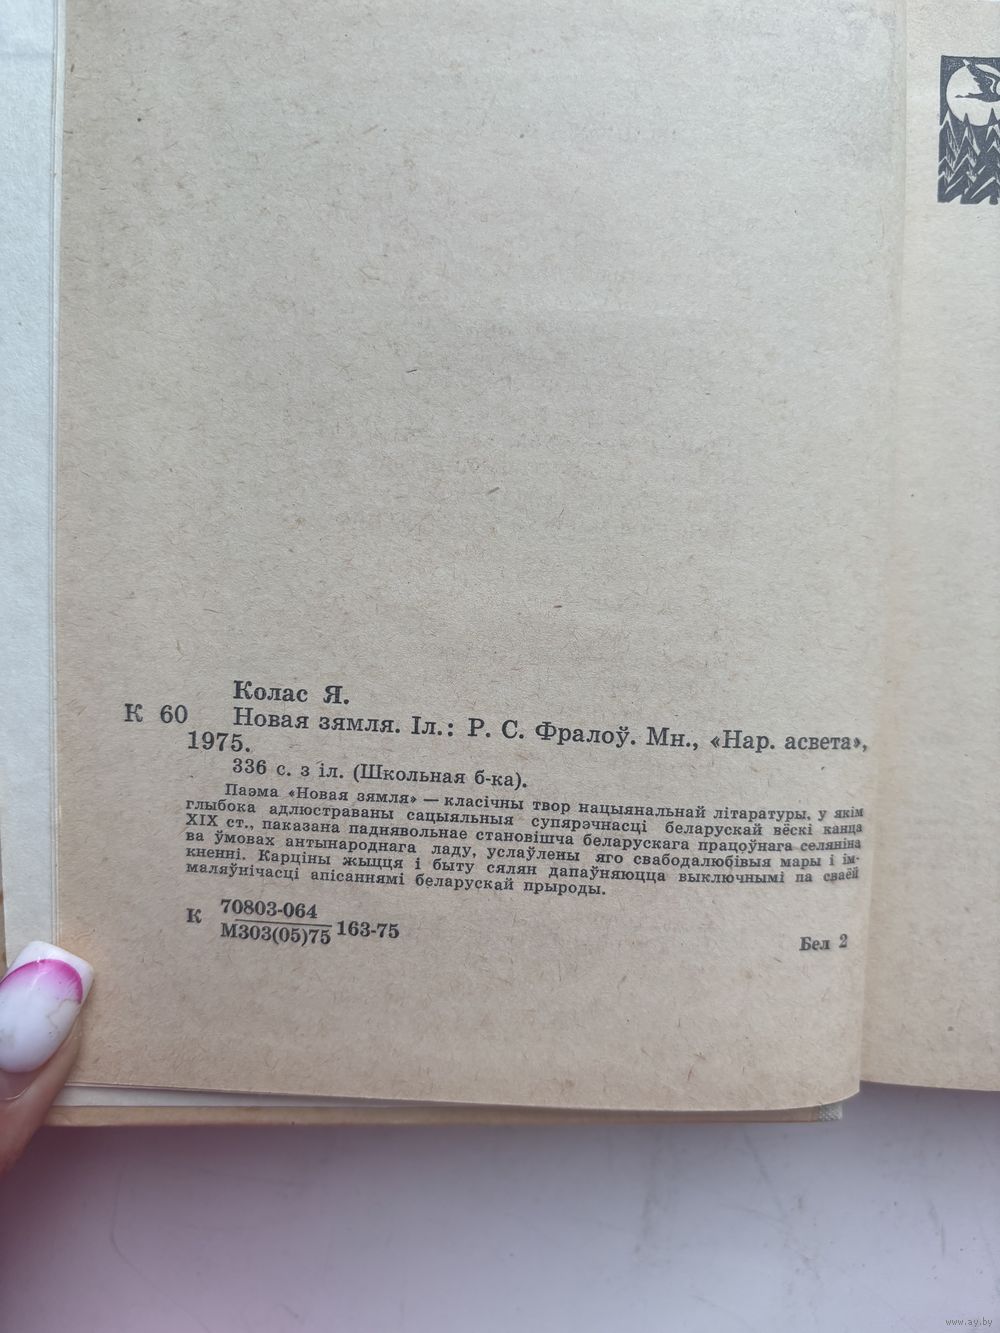 Колас Я.
К 60 Новая зямля. Іл.: Р. С. Фралоў. Мн., «Нар. асвета»,
1975.
336 с. з іл. (Школьная б-ка).
Паэма «Новая зямля» — класічны твор нацыянальнай літаратуры, у якім
глыбока адлюстраваны сацыяльныя супярэчнасці беларускай вёскі канца
XIX ст., паказана паднявольнае становішча беларускага працоўнага селяніна
ва ўмовах антынароднага ладу, услаўлены яго свабодалюбівыя мары і ім-
кненні. Карціны жыцця і быту сялян дапаўняюцца выключнымі па сваёй
маляўнічасці апісаннямі беларускай прыроды.
К 70803-064
М303(05)75 163-75
Бел 2
www.ay.by